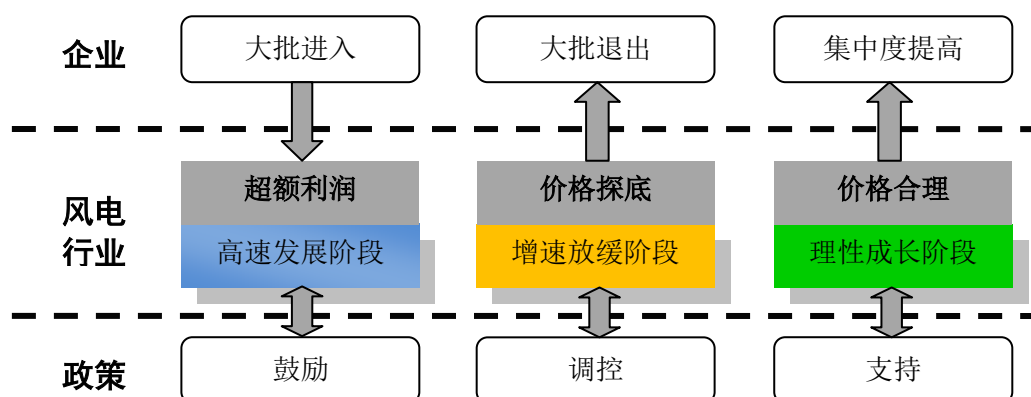 企业
大批进入
大批退出
集中度提高
风电
行业
超额利润
价格探底
价格合理
高速发展阶段
增速放缓阶段
理性成长阶段
政策
鼓励
调控
支持